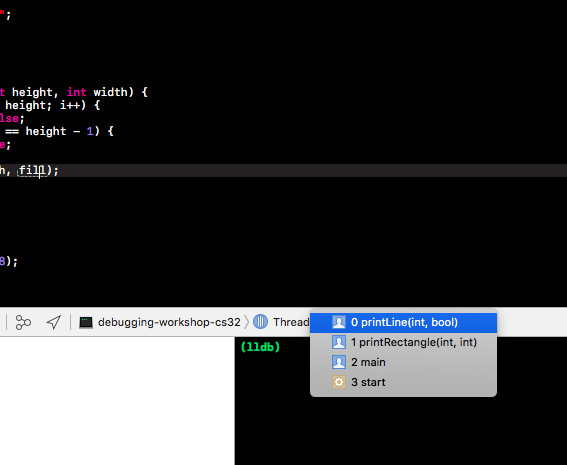 ";
t height, int width) {
height; i++) {
lse;
== height - 1) {
e;
h, fill);
8);
debugging-workshop-cs32 〉 Thread
0 printLine(int, bool)
(lldb)
1 printRectangle(int, int)
2 main
3 start